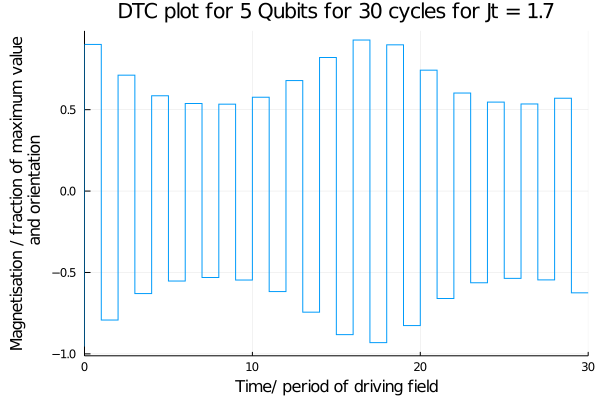 DTC plot for 5 Qubits for 30 cycles for Jt = 1.7
Magnetisation / fraction of maximum value
and orientation
0.5
0.0
−0.5
−1.0
0
10
20
30
Time/ period of driving field